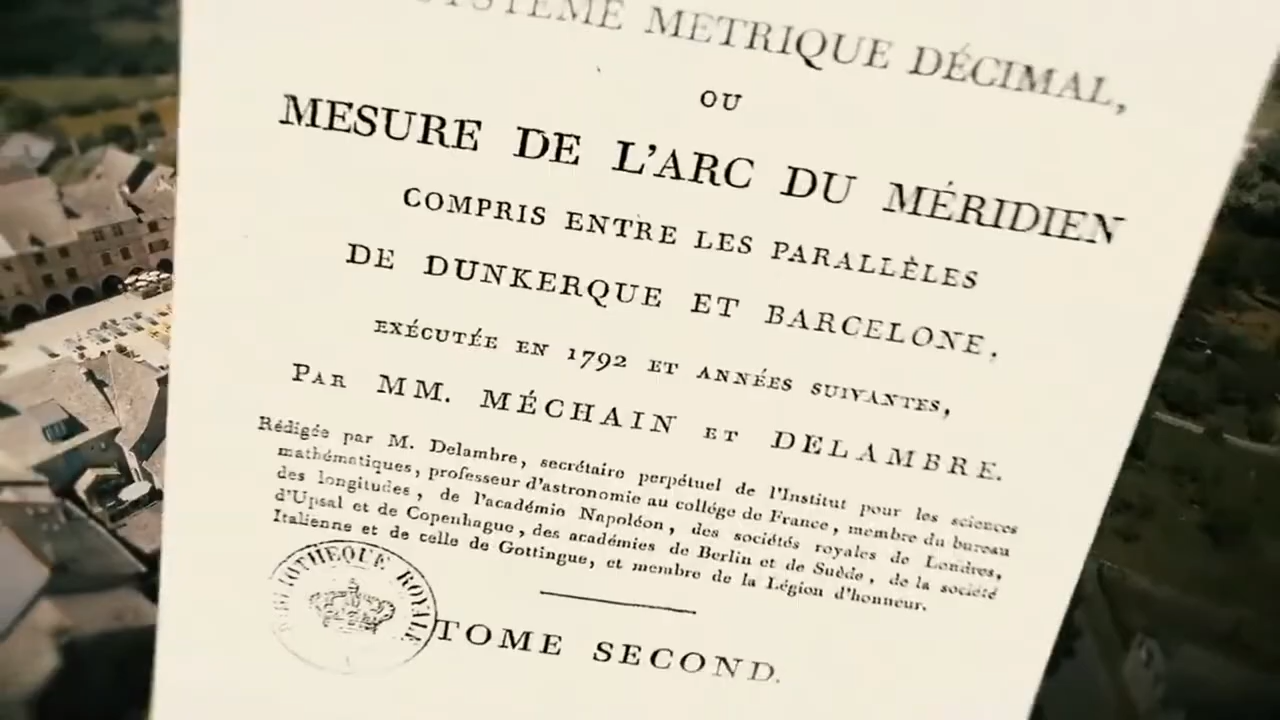 SYSTÈME MÉTRIQUE DÉCIMAL,
OU
MESURE DE L'ARC DU MÉRIDIEN
COMPRIS ENTRE LES PARALLÈLES
DE DUNKERQUE ET BARCELONE,
EXÉCUTÉE EN 1792 ET ANNÉES SUIVANTES,
PAR MM. MÉCHAIN ET DELAMBRE.
Rédigée par M. Delambre, secrétaire perpétuel de l'Institut pour les sciences
mathématiques, professeur d'astronomie au collége de France, membre du bureau
des longitudes, de l'académie Napoléon, des sociétés royales de Londres,
d'Upsal et de Copenhague, des académies de Berlin et de Suède, de la société
Italienne et de celle de Gottingue, et membre de la Légion d'honneur.
BIBLIOTHEQUE ROYALE
TOME SECOND.